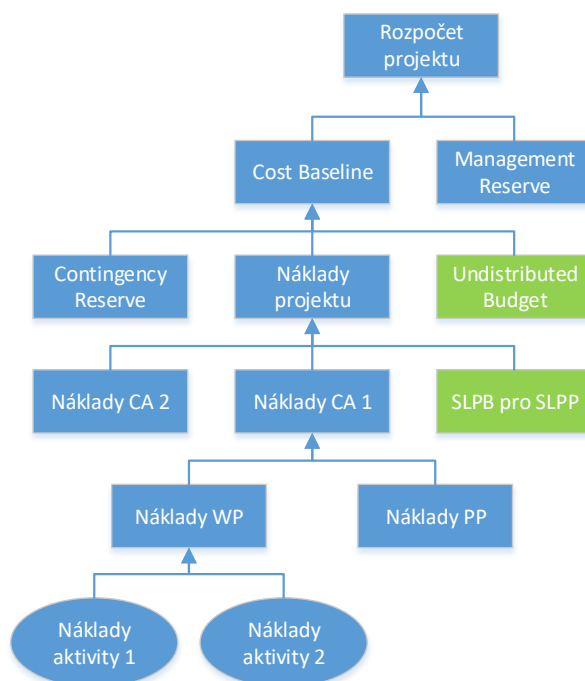 Rozpočet
projektu
Cost Baseline
Management
Reserve
Contingency
Reserve
Náklady
projektu
Undistributed
Budget
Náklady CA 2
Náklady CA 1
SLPB pro SLPP
Náklady WP
Náklady PP
Náklady
aktivity 1
Náklady
aktivity 2